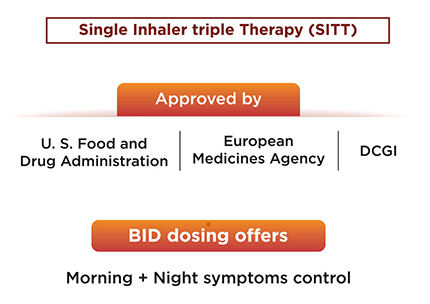 Single Inhaler triple Therapy (SITT)
Approved by
U. S. Food and
Drug Administration
European
Medicines Agency
DCGI
BID dosing offers
Morning + Night symptoms control